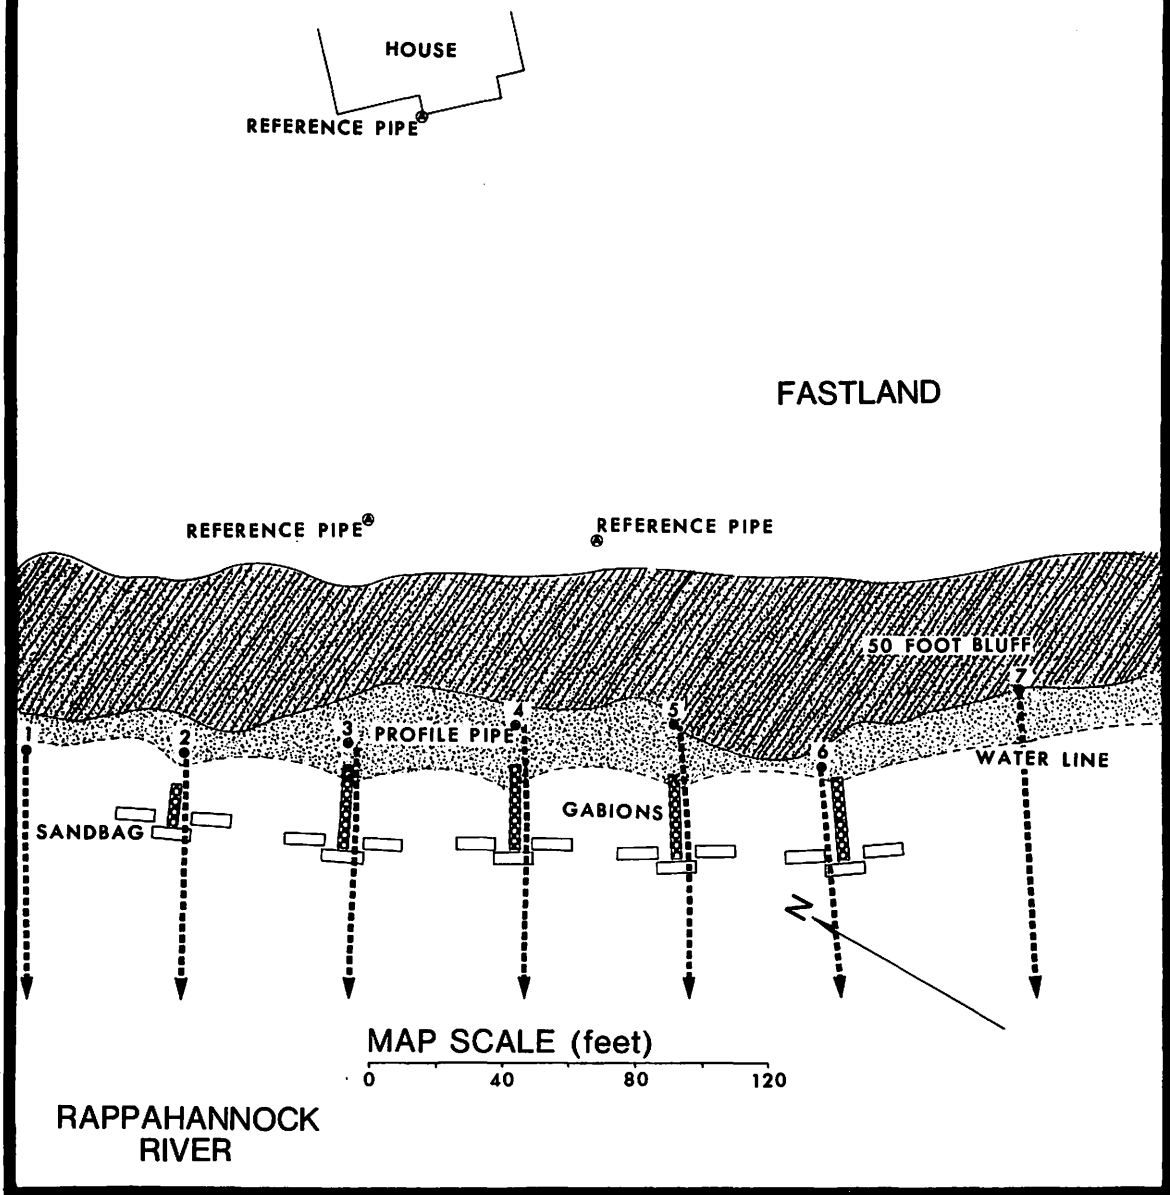 HOUSE
REFERENCE PIPE
FASTLAND
REFERENCE PIPE
REFERENCE PIPE
50 FOOT BLUFF
7
4
5
1
2
3
PROFILE PIPE
6
WATER LINE
SANDBAG
GABIONS
N
MAP SCALE (feet)
0 40 80 120
RAPPAHANNOCK
RIVER